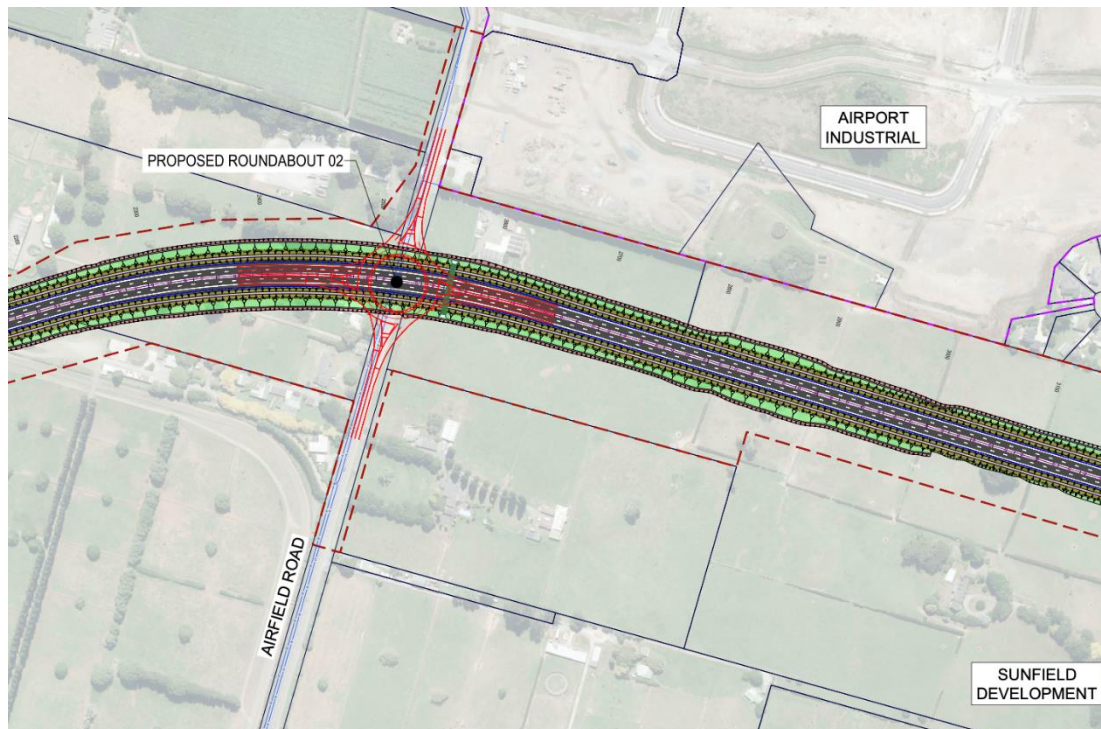 AIRPORT
INDUSTRIAL
PROPOSED ROUNDABOUT 02
AIRFIELD ROAD
SUNFIELD
DEVELOPMENT